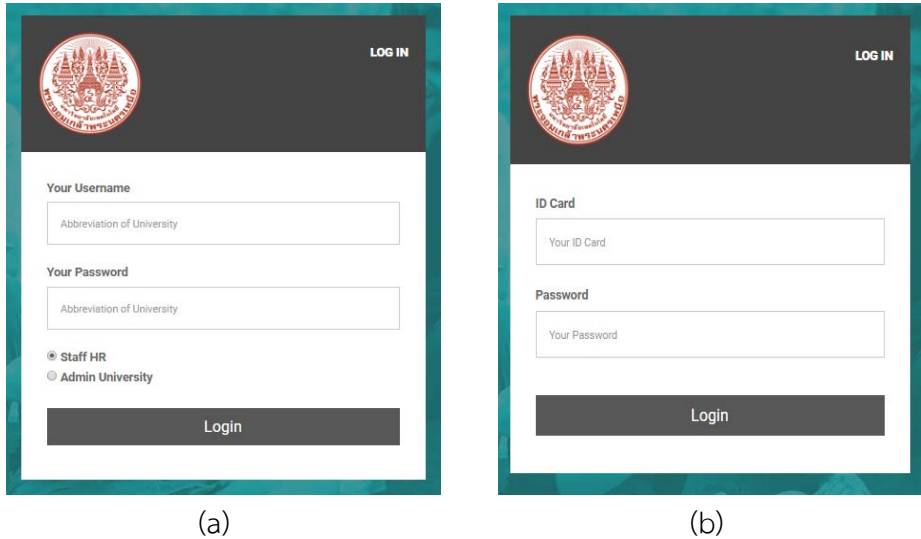 LOG IN
Your Username
Abbreviation of University
Your Password
Abbreviation of University
Staff HR
Admin University
Login
(a)
LOG IN
ID Card
Your ID Card
Password
Your Password
Login
(b)